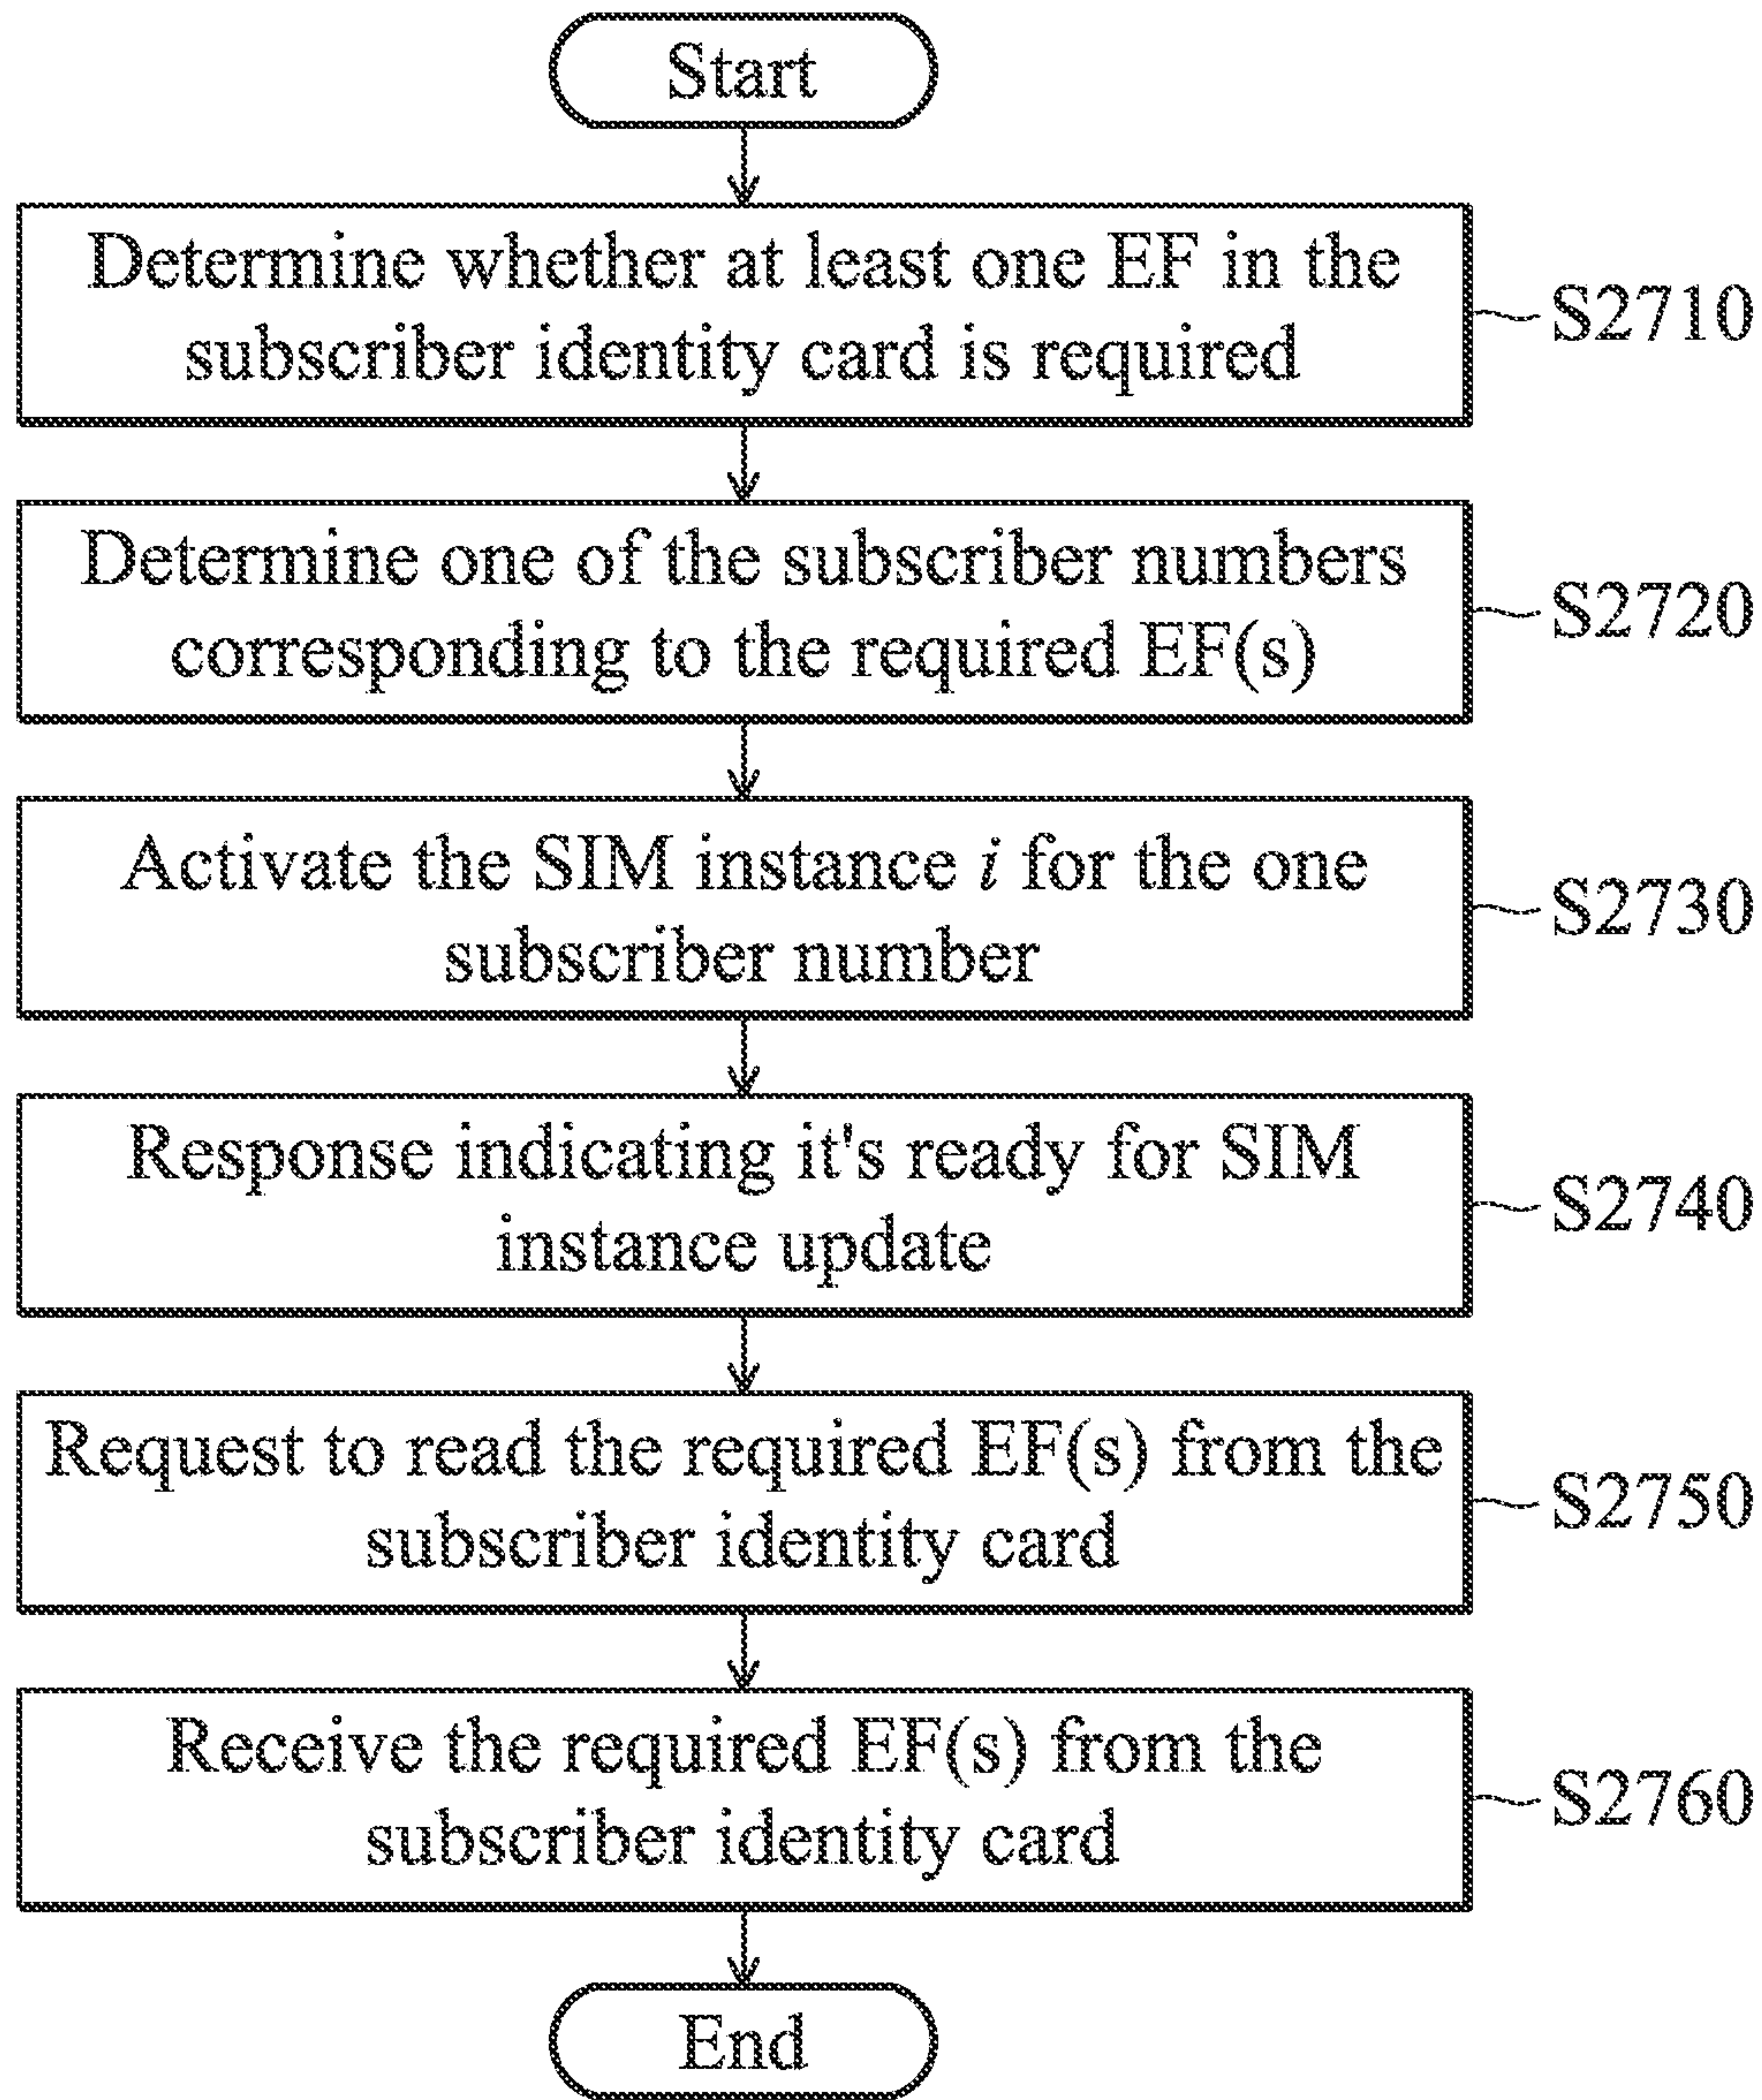 Start
Determine whether at least one EF in the
subscriber identity card is required
S2710
Determine one of the subscriber numbers
corresponding to the required EF(s)
S2720
Activate the SIM instance i for the one
subscriber number
S2730
Response indicating it's ready for SIM
instance update
S2740
Request to read the required EF(s) from the
subscriber identity card
S2750
Receive the required EF(s) from the
subscriber identity card
S2760
End